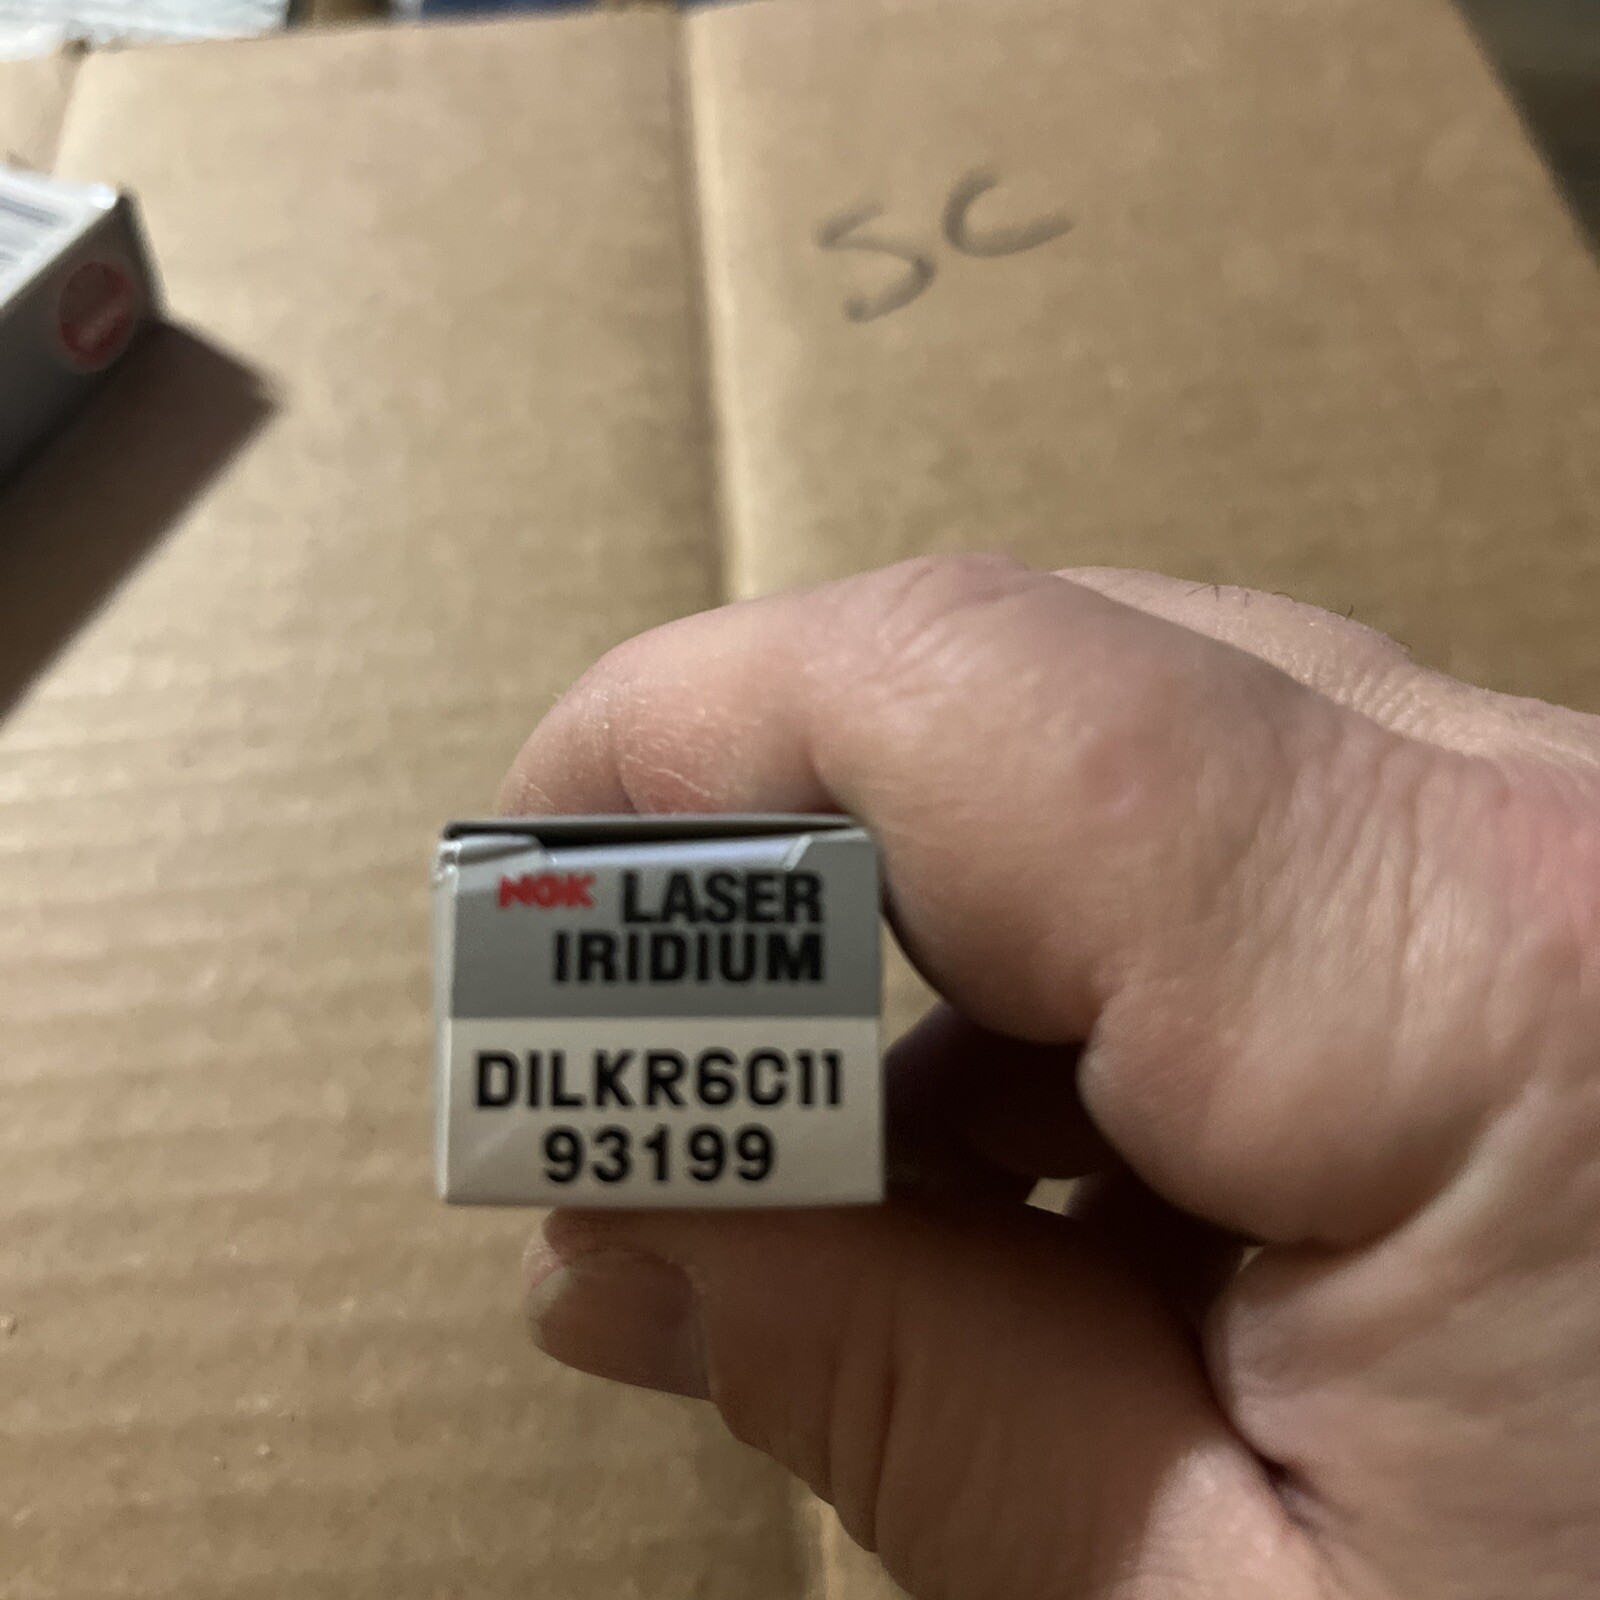 SC
NGK LASER
IRIDIUM
DILKR6C11
93199